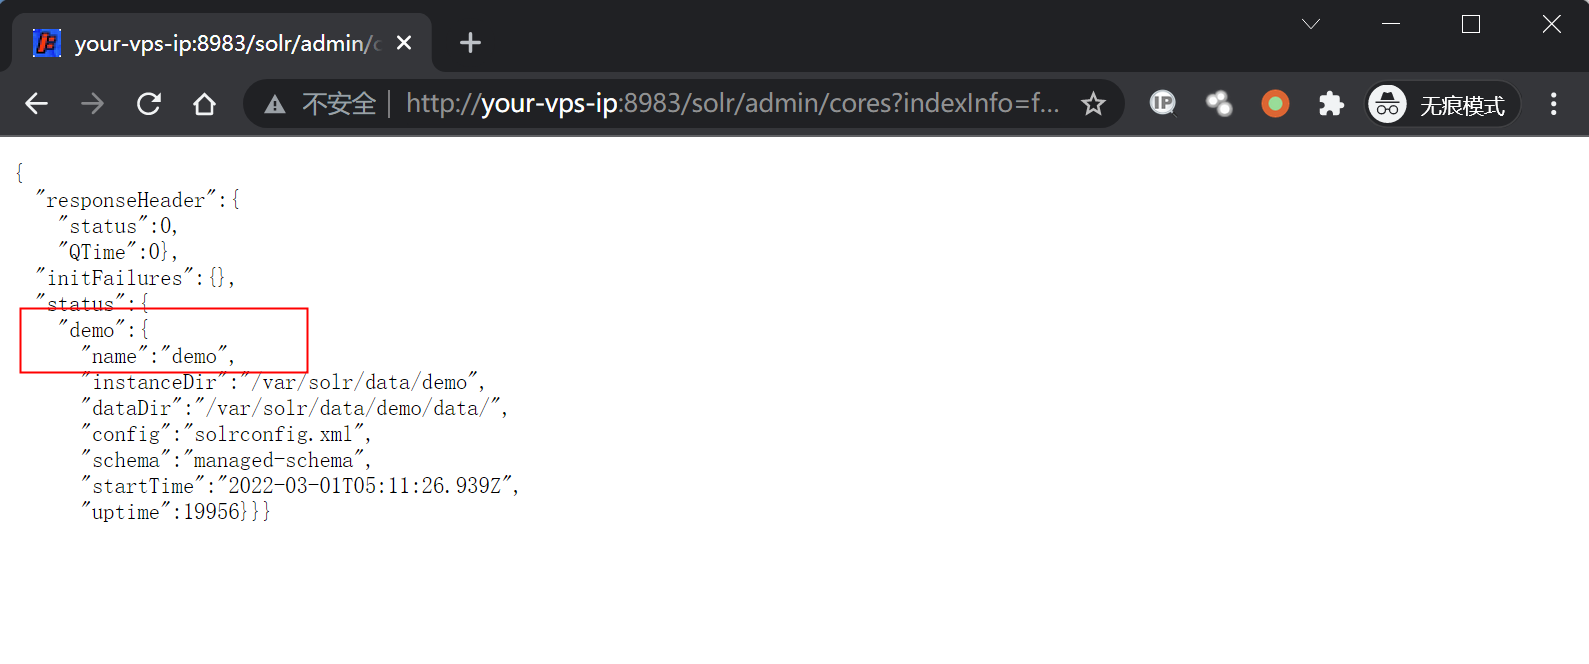 your-vps-ip:8983/solr/admin/c
不安全 http://your-vps-ip:8983/solr/admin/cores?indexInfo=f... IP 无痕模式
{
"responseHeader":{
"status":0,
"QTime":0},
"initFailures":{},
"status":{
"demo":{
"name":"demo",
"instanceDir":"/var/solr/data/demo",
"dataDir":"/var/solr/data/demo/data/",
"config":"solrconfig.xml",
"schema":"managed-schema",
"startTime":"2022-03-01T05:11:26.939Z",
"uptime":19956}}}